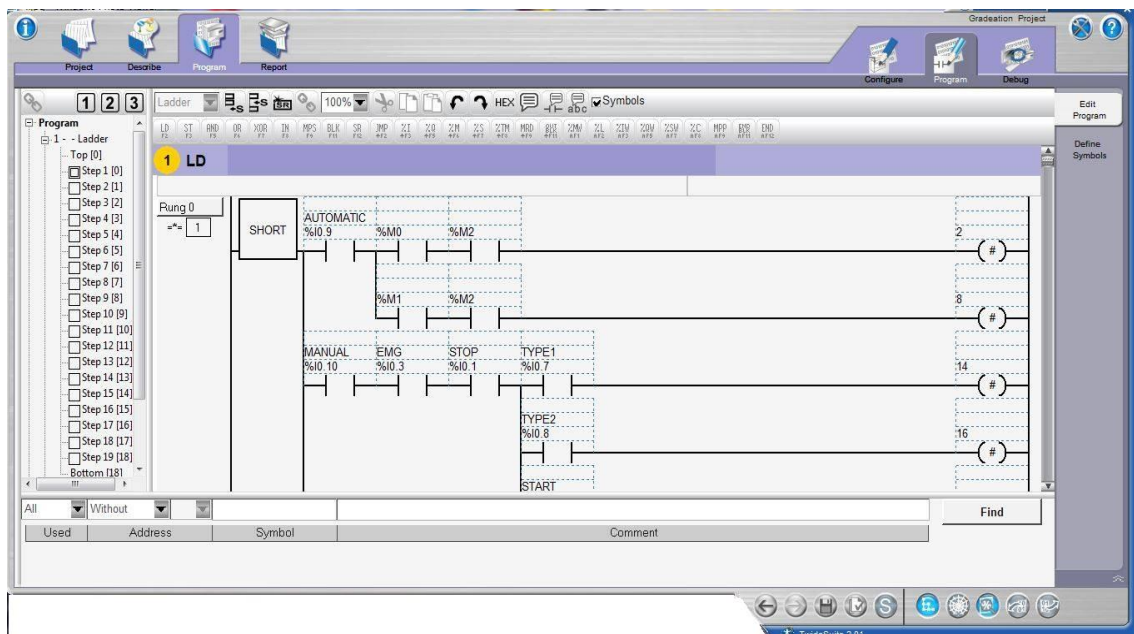 Gradeation Project
Project Describe Program Report
Configure Program Debug
1 2 3 Ladder 100% HEX Symbols
Edit Program
Define Symbols
LD ST AND OR XOR IN MPS BLK SR JMP %I %Q %M %S %TM MRD %MW %L %IW %QW %SW %C MPP END
Program
1 - - Ladder
Top [0]
Step 1 [0]
Step 2 [1]
Step 3 [2]
Step 4 [3]
Step 5 [4]
Step 6 [5]
Step 7 [6]
Step 8 [7]
Step 9 [8]
Step 10 [9]
Step 11 [10]
Step 12 [11]
Step 13 [12]
Step 14 [13]
Step 15 [14]
Step 16 [15]
Step 17 [16]
Step 18 [17]
Step 19 [18]
Bottom [18]
1 LD
Rung 0
=*= 1
SHORT
AUTOMATIC
%I0.9 %M0 %M2 2
( # )
%M1 %M2 8
( # )
MANUAL EMG STOP TYPE1
%I0.10 %I0.3 %I0.1 %I0.7 14
( # )
TYPE2
%I0.8 16
( # )
START
All Without Find
Used Address Symbol Comment
TwidoSuite 2.01